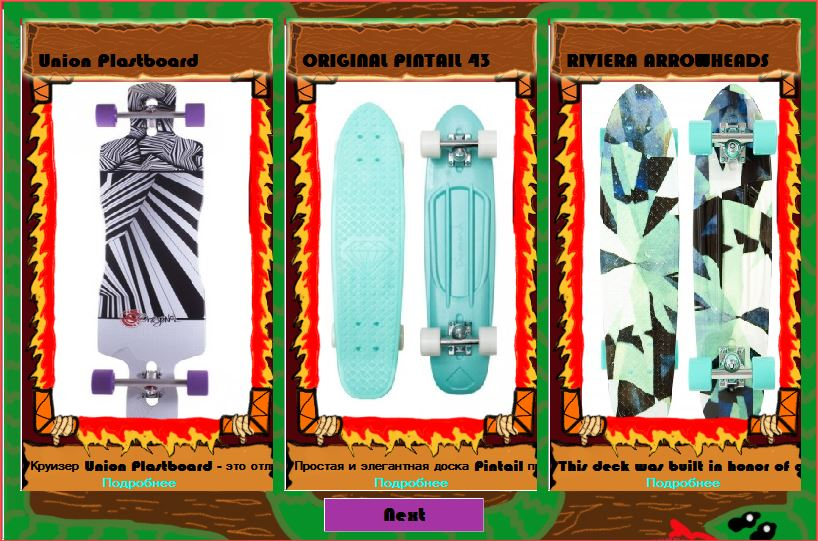 Union Plastboard
ORIGINAL PINTAIL 43
RIVIERA ARROWHEADS
Круизер Union Plastboard - это отл
Подробнее
Простая и элегантная доска Pintail п
Подробнее
This deck was built in honor of g
Подробнее
Next